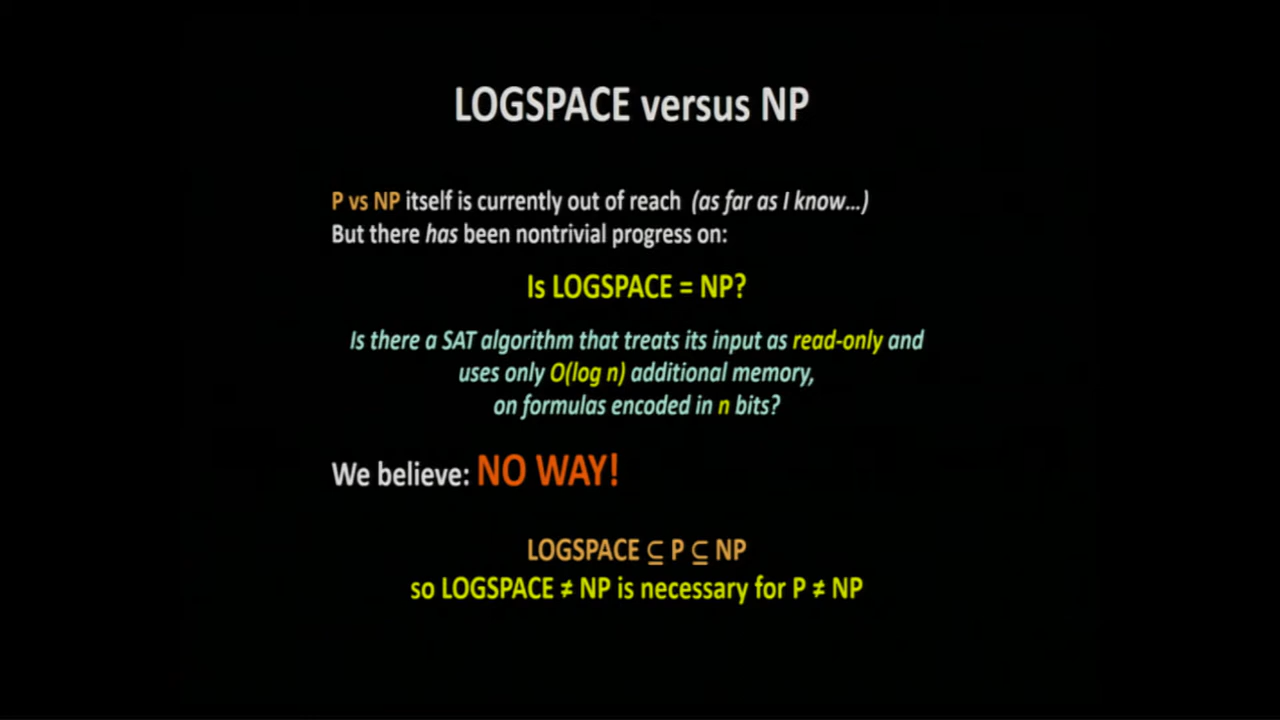 LOGSPACE versus NP
P vs NP itself is currently out of reach (as far as I know...)
But there has been nontrivial progress on:
Is LOGSPACE = NP?
Is there a SAT algorithm that treats its input as read-only and
uses only O(log n) additional memory,
on formulas encoded in n bits?
We believe: NO WAY!
LOGSPACE ⊆ P ⊆ NP
so LOGSPACE ≠ NP is necessary for P ≠ NP